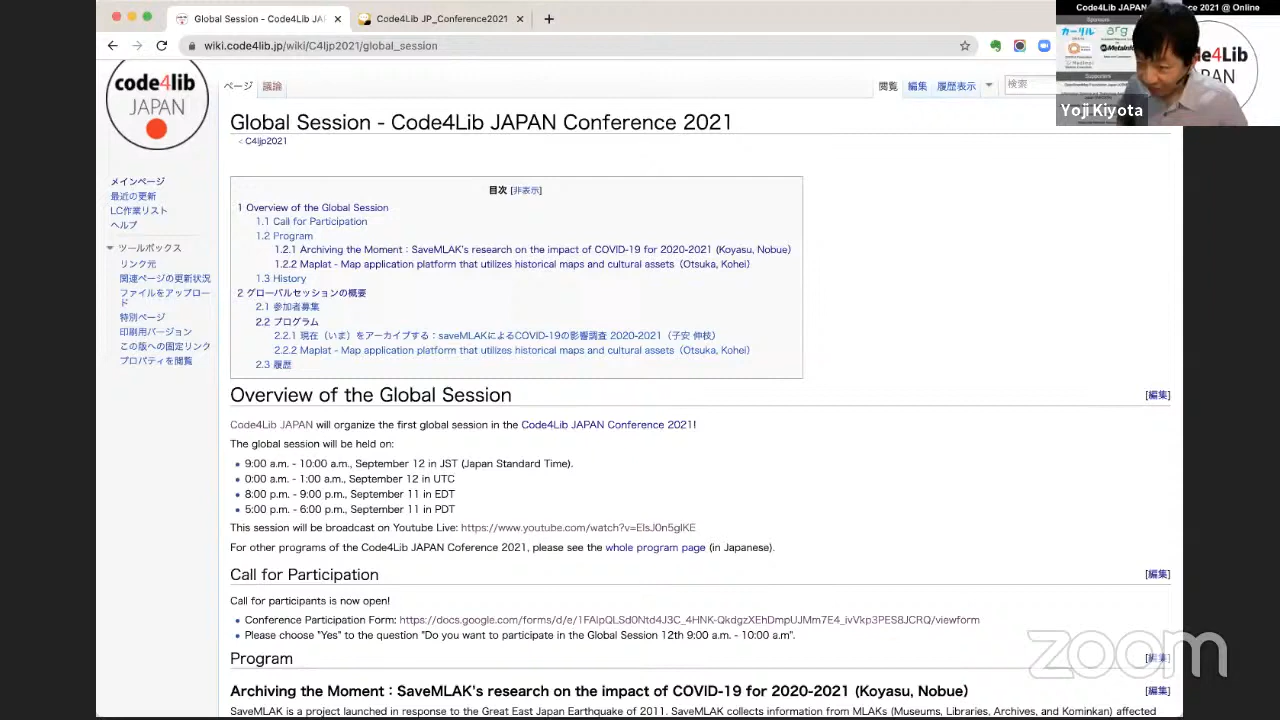 Global Session - Code4Lib JAP
Code4Lib JP_Conference2021
wiki.code4lib.jp/wiki/C4ljp2021/global_session
Code4Lib JAPAN
nce 2021 @ Online
Sponsors
カーリル
arg
Supporters
de4Lib
PAN
Yoji Kiyota
code4lib
JAPAN
ページ
議論
閲覧
編集
履歴表示
検索
Global Session - Code4Lib JAPAN Conference 2021
< C4ljp2021
メインページ
最近の更新
LC作業リスト
ヘルプ
ツールボックス
リンク元
関連ページの更新状況
ファイルをアップロード
特別ページ
印刷用バージョン
この版への固定リンク
プロパティを閲覧
目次 [非表示]
1 Overview of the Global Session
1.1 Call for Participation
1.2 Program
1.2.1 Archiving the Moment：SaveMLAK's research on the impact of COVID-19 for 2020-2021 (Koyasu, Nobue)
1.2.2 Maplat - Map application platform that utilizes historical maps and cultural assets（Otsuka, Kohei）
1.3 History
2 グローバルセッションの概要
2.1 参加者募集
2.2 プログラム
2.2.1 現在（いま）をアーカイブする：saveMLAKによるCOVID-19の影響調査 2020-2021（子安 伸枝）
2.2.2 Maplat - Map application platform that utilizes historical maps and cultural assets（Otsuka, Kohei）
2.3 履歴
Overview of the Global Session
[編集]
Code4Lib JAPAN will organize the first global session in the Code4Lib JAPAN Conference 2021!
The global session will be held on:
9:00 a.m. - 10:00 a.m., September 12 in JST (Japan Standard Time).
0:00 a.m. - 1:00 a.m., September 12 in UTC
8:00 p.m. - 9:00 p.m., September 11 in EDT
5:00 p.m. - 6:00 p.m., September 11 in PDT
This session will be broadcast on Youtube Live: https://www.youtube.com/watch?v=EIsJ0n5gIKE
For other programs of the Code4Lib JAPAN Coference 2021, please see the whole program page (in Japanese).
Call for Participation
[編集]
Call for participants is now open!
Conference Participation Form: https://docs.google.com/forms/d/e/1FAIpQLSd0Ntd4J3C_4HNK-QkdgzXEhDmpUJMm7E4_ivVkp3PES8JCRQ/viewform
Please choose "Yes" to the question "Do you want to participate in the Global Session 12th 9:00 a.m. - 10:00 a.m".
zoom
Program
[編集]
Archiving the Moment：SaveMLAK's research on the impact of COVID-19 for 2020-2021 (Koyasu, Nobue)
[編集]
SaveMLAK is a project launched in response to the Great East Japan Earthquake of 2011. SaveMLAK collects information from MLAKs (Museums, Libraries, Archives, and Kominkan) affected